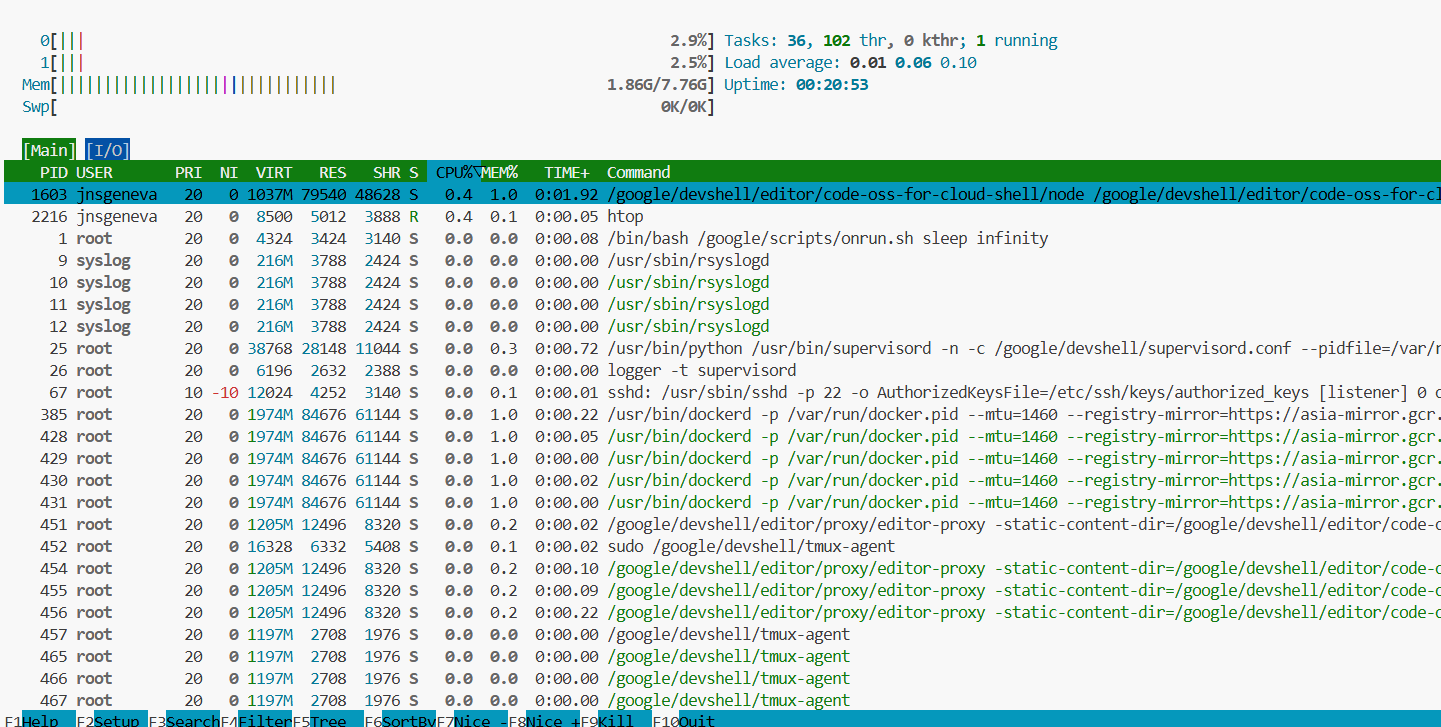 0[||| 2.9%] Tasks: 36, 102 thr, 0 kthr; 1 running
1[||| 2.5%] Load average: 0.01 0.06 0.10
Mem[||||||||||||||||||||||||||||||| 1.86G/7.76G] Uptime: 00:20:53
Swp[ 0K/0K]
[Main] [I/O]
PID USER PRI NI VIRT RES SHR S CPU%▽MEM% TIME+ Command
1603 jnsgeneva 20 0 1037M 79540 48628 S 0.4 1.0 0:01.92 /google/devshell/editor/code-oss-for-cloud-shell/node /google/devshell/editor/code-oss-for-cl
2216 jnsgeneva 20 0 8500 5012 3888 R 0.4 0.1 0:00.05 htop
1 root 20 0 4324 3424 3140 S 0.0 0.0 0:00.08 /bin/bash /google/scripts/onrun.sh sleep infinity
9 syslog 20 0 216M 3788 2424 S 0.0 0.0 0:00.00 /usr/sbin/rsyslogd
10 syslog 20 0 216M 3788 2424 S 0.0 0.0 0:00.00 /usr/sbin/rsyslogd
11 syslog 20 0 216M 3788 2424 S 0.0 0.0 0:00.00 /usr/sbin/rsyslogd
12 syslog 20 0 216M 3788 2424 S 0.0 0.0 0:00.00 /usr/sbin/rsyslogd
25 root 20 0 38768 28148 11044 S 0.0 0.3 0:00.72 /usr/bin/python /usr/bin/supervisord -n -c /google/devshell/supervisord.conf --pidfile=/var/r
26 root 20 0 6196 2632 2388 S 0.0 0.0 0:00.00 logger -t supervisord
67 root 10 -10 12024 4252 3140 S 0.0 0.1 0:00.01 sshd: /usr/sbin/sshd -p 22 -o AuthorizedKeysFile=/etc/ssh/keys/authorized_keys [listener] 0 o
385 root 20 0 1974M 84676 61144 S 0.0 1.0 0:00.22 /usr/bin/dockerd -p /var/run/docker.pid --mtu=1460 --registry-mirror=https://asia-mirror.gcr.
428 root 20 0 1974M 84676 61144 S 0.0 1.0 0:00.05 /usr/bin/dockerd -p /var/run/docker.pid --mtu=1460 --registry-mirror=https://asia-mirror.gcr.
429 root 20 0 1974M 84676 61144 S 0.0 1.0 0:00.00 /usr/bin/dockerd -p /var/run/docker.pid --mtu=1460 --registry-mirror=https://asia-mirror.gcr.
430 root 20 0 1974M 84676 61144 S 0.0 1.0 0:00.02 /usr/bin/dockerd -p /var/run/docker.pid --mtu=1460 --registry-mirror=https://asia-mirror.gcr.
431 root 20 0 1974M 84676 61144 S 0.0 1.0 0:00.00 /usr/bin/dockerd -p /var/run/docker.pid --mtu=1460 --registry-mirror=https://asia-mirror.gcr.
451 root 20 0 1205M 12496 8320 S 0.0 0.2 0:00.02 /google/devshell/editor/proxy/editor-proxy -static-content-dir=/google/devshell/editor/code-o
452 root 20 0 16328 6332 5408 S 0.0 0.1 0:00.02 sudo /google/devshell/tmux-agent
454 root 20 0 1205M 12496 8320 S 0.0 0.2 0:00.10 /google/devshell/editor/proxy/editor-proxy -static-content-dir=/google/devshell/editor/code-o
455 root 20 0 1205M 12496 8320 S 0.0 0.2 0:00.09 /google/devshell/editor/proxy/editor-proxy -static-content-dir=/google/devshell/editor/code-o
456 root 20 0 1205M 12496 8320 S 0.0 0.2 0:00.22 /google/devshell/editor/proxy/editor-proxy -static-content-dir=/google/devshell/editor/code-o
457 root 20 0 1197M 2708 1976 S 0.0 0.0 0:00.00 /google/devshell/tmux-agent
465 root 20 0 1197M 2708 1976 S 0.0 0.0 0:00.00 /google/devshell/tmux-agent
466 root 20 0 1197M 2708 1976 S 0.0 0.0 0:00.00 /google/devshell/tmux-agent
467 root 20 0 1197M 2708 1976 S 0.0 0.0 0:00.00 /google/devshell/tmux-agent
F1Help F2Setup F3SearchF4FilterF5Tree F6SortByF7Nice -F8Nice +F9Kill F10Quit